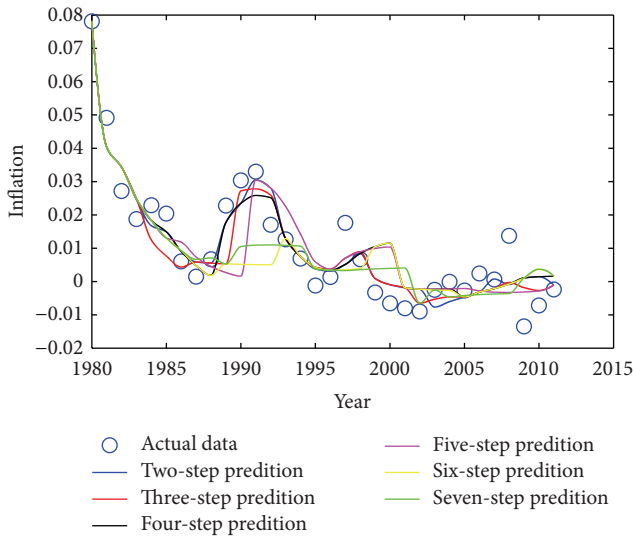 0.08
0.07
0.06
0.05
0.04
0.03
0.02
0.01
0
−0.01
−0.02
Inflation
1980 1985 1990 1995 2000 2005 2010 2015
Year
Actual data
Two-step predition
Three-step predition
Four-step predition
Five-step predition
Six-step predition
Seven-step predition